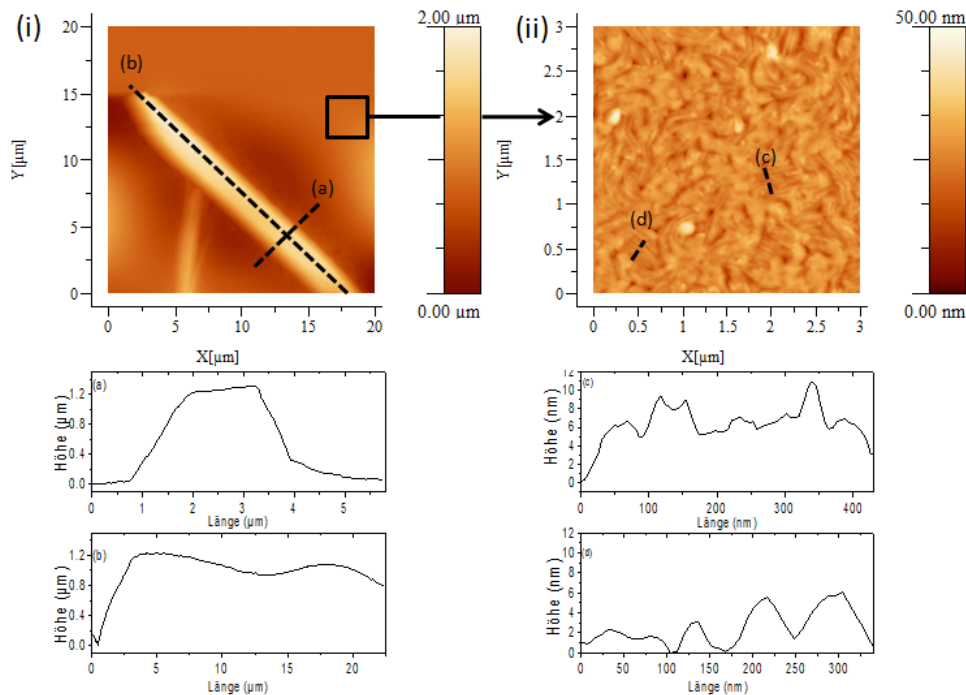 (i)
2.00 µm
20
15
10
5
0
Y[µm]
(b)
(a)
0.00 µm
0
5
10
15
20
X[µm]
(ii)
50.00 nm
3
2.5
2
1.5
1
0.5
0
Y[µm]
(c)
(d)
0.00 µm
0
0.5
1
1.5
2
2.5
3
X[µm]
(a)
1.2
0.8
0.4
0.0
Höhe (µm)
0
1
2
3
4
5
Länge (µm)
(b)
1.2
0.8
0.4
0.0
Höhe (µm)
0
5
10
15
20
Länge (µm)
(c)
12
10
8
6
4
2
0
Höhe (nm)
0
100
200
300
400
Länge (nm)
(d)
12
10
8
6
4
2
0
Höhe (nm)
0
50
100
150
200
250
300
Länge (nm)